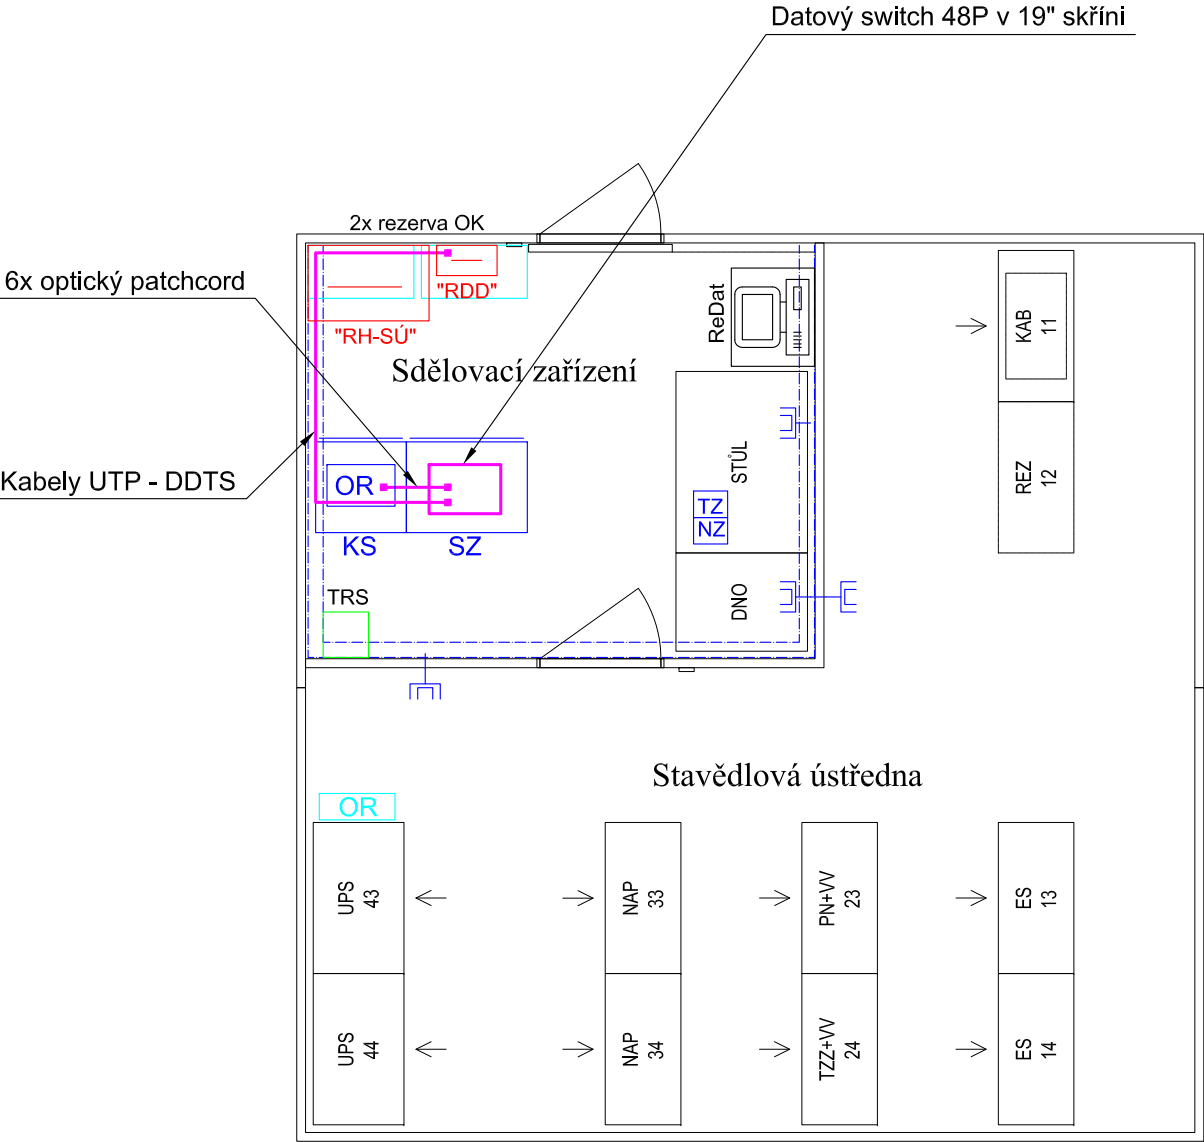 Datový switch 48P v 19" skříni
2x rezerva OK
6x optický patchcord
"RDD"
"RH-SÚ"
ReDat
KAB
11
Sdělovací zařízení
STŮL
REZ
12
Kabely UTP - DDTS
OR
TZ
NZ
KS
SZ
TRS
DNO
Stavědlová ústředna
OR
UPS
43
NAP
33
PN+VV
23
ES
13
UPS
44
NAP
34
TZZ+VV
24
ES
14